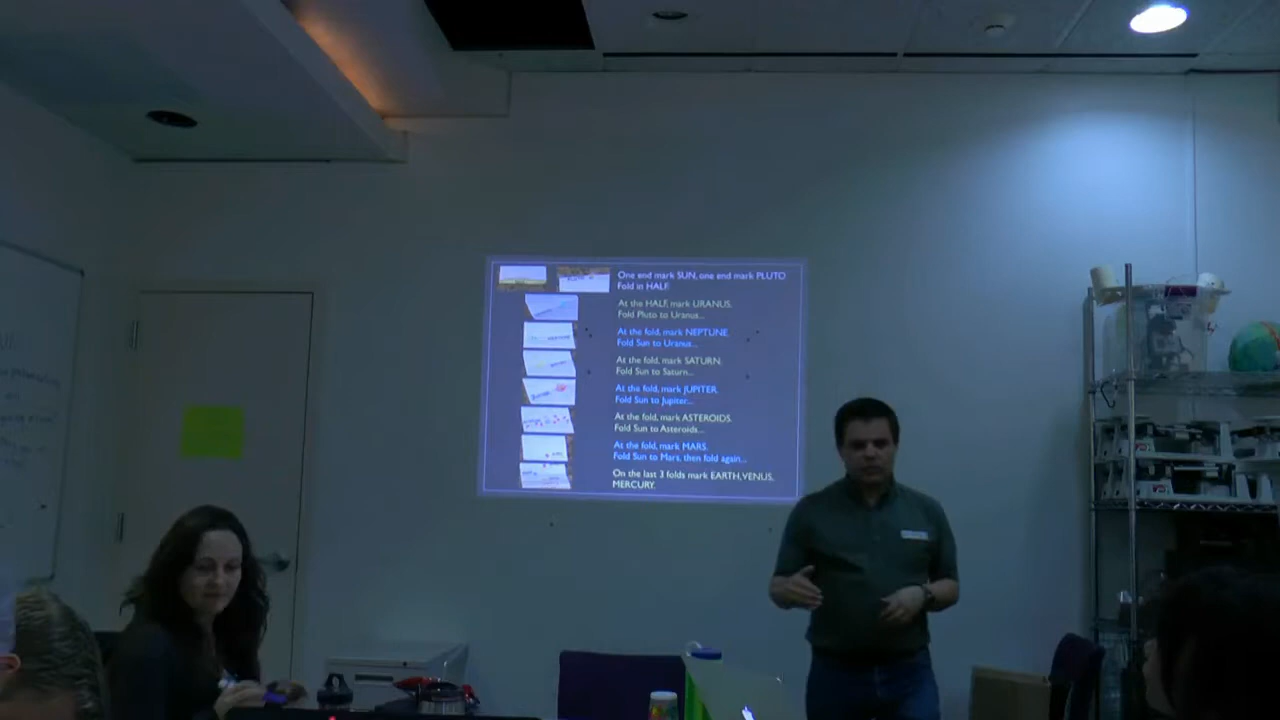 One end mark SUN, one end mark PLUTO
Fold in HALF.
At the HALF, mark URANUS.
Fold Pluto to Uranus...
At the fold, mark NEPTUNE.
Fold Sun to Uranus...
At the fold, mark SATURN.
Fold Sun to Saturn...
At the fold, mark JUPITER.
Fold Sun to Jupiter...
At the fold, mark ASTEROIDS.
Fold Sun to Asteroids...
At the fold, mark MARS.
Fold Sun to Mars, then fold again...
On the last 3 folds mark EARTH, VENUS,
MERCURY.